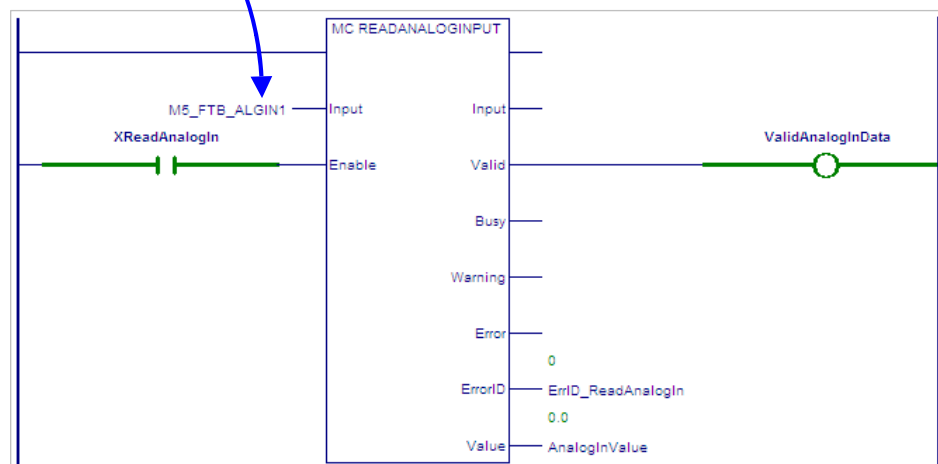 MC READANALOGINPUT
M5_FTB_ALGIN1 Input Input
XReadAnalogIn ValidAnalogInData
Enable Valid
Busy
Warning
Error
0
ErrorID ErrID_ReadAnalogIn
0.0
Value AnalogInValue